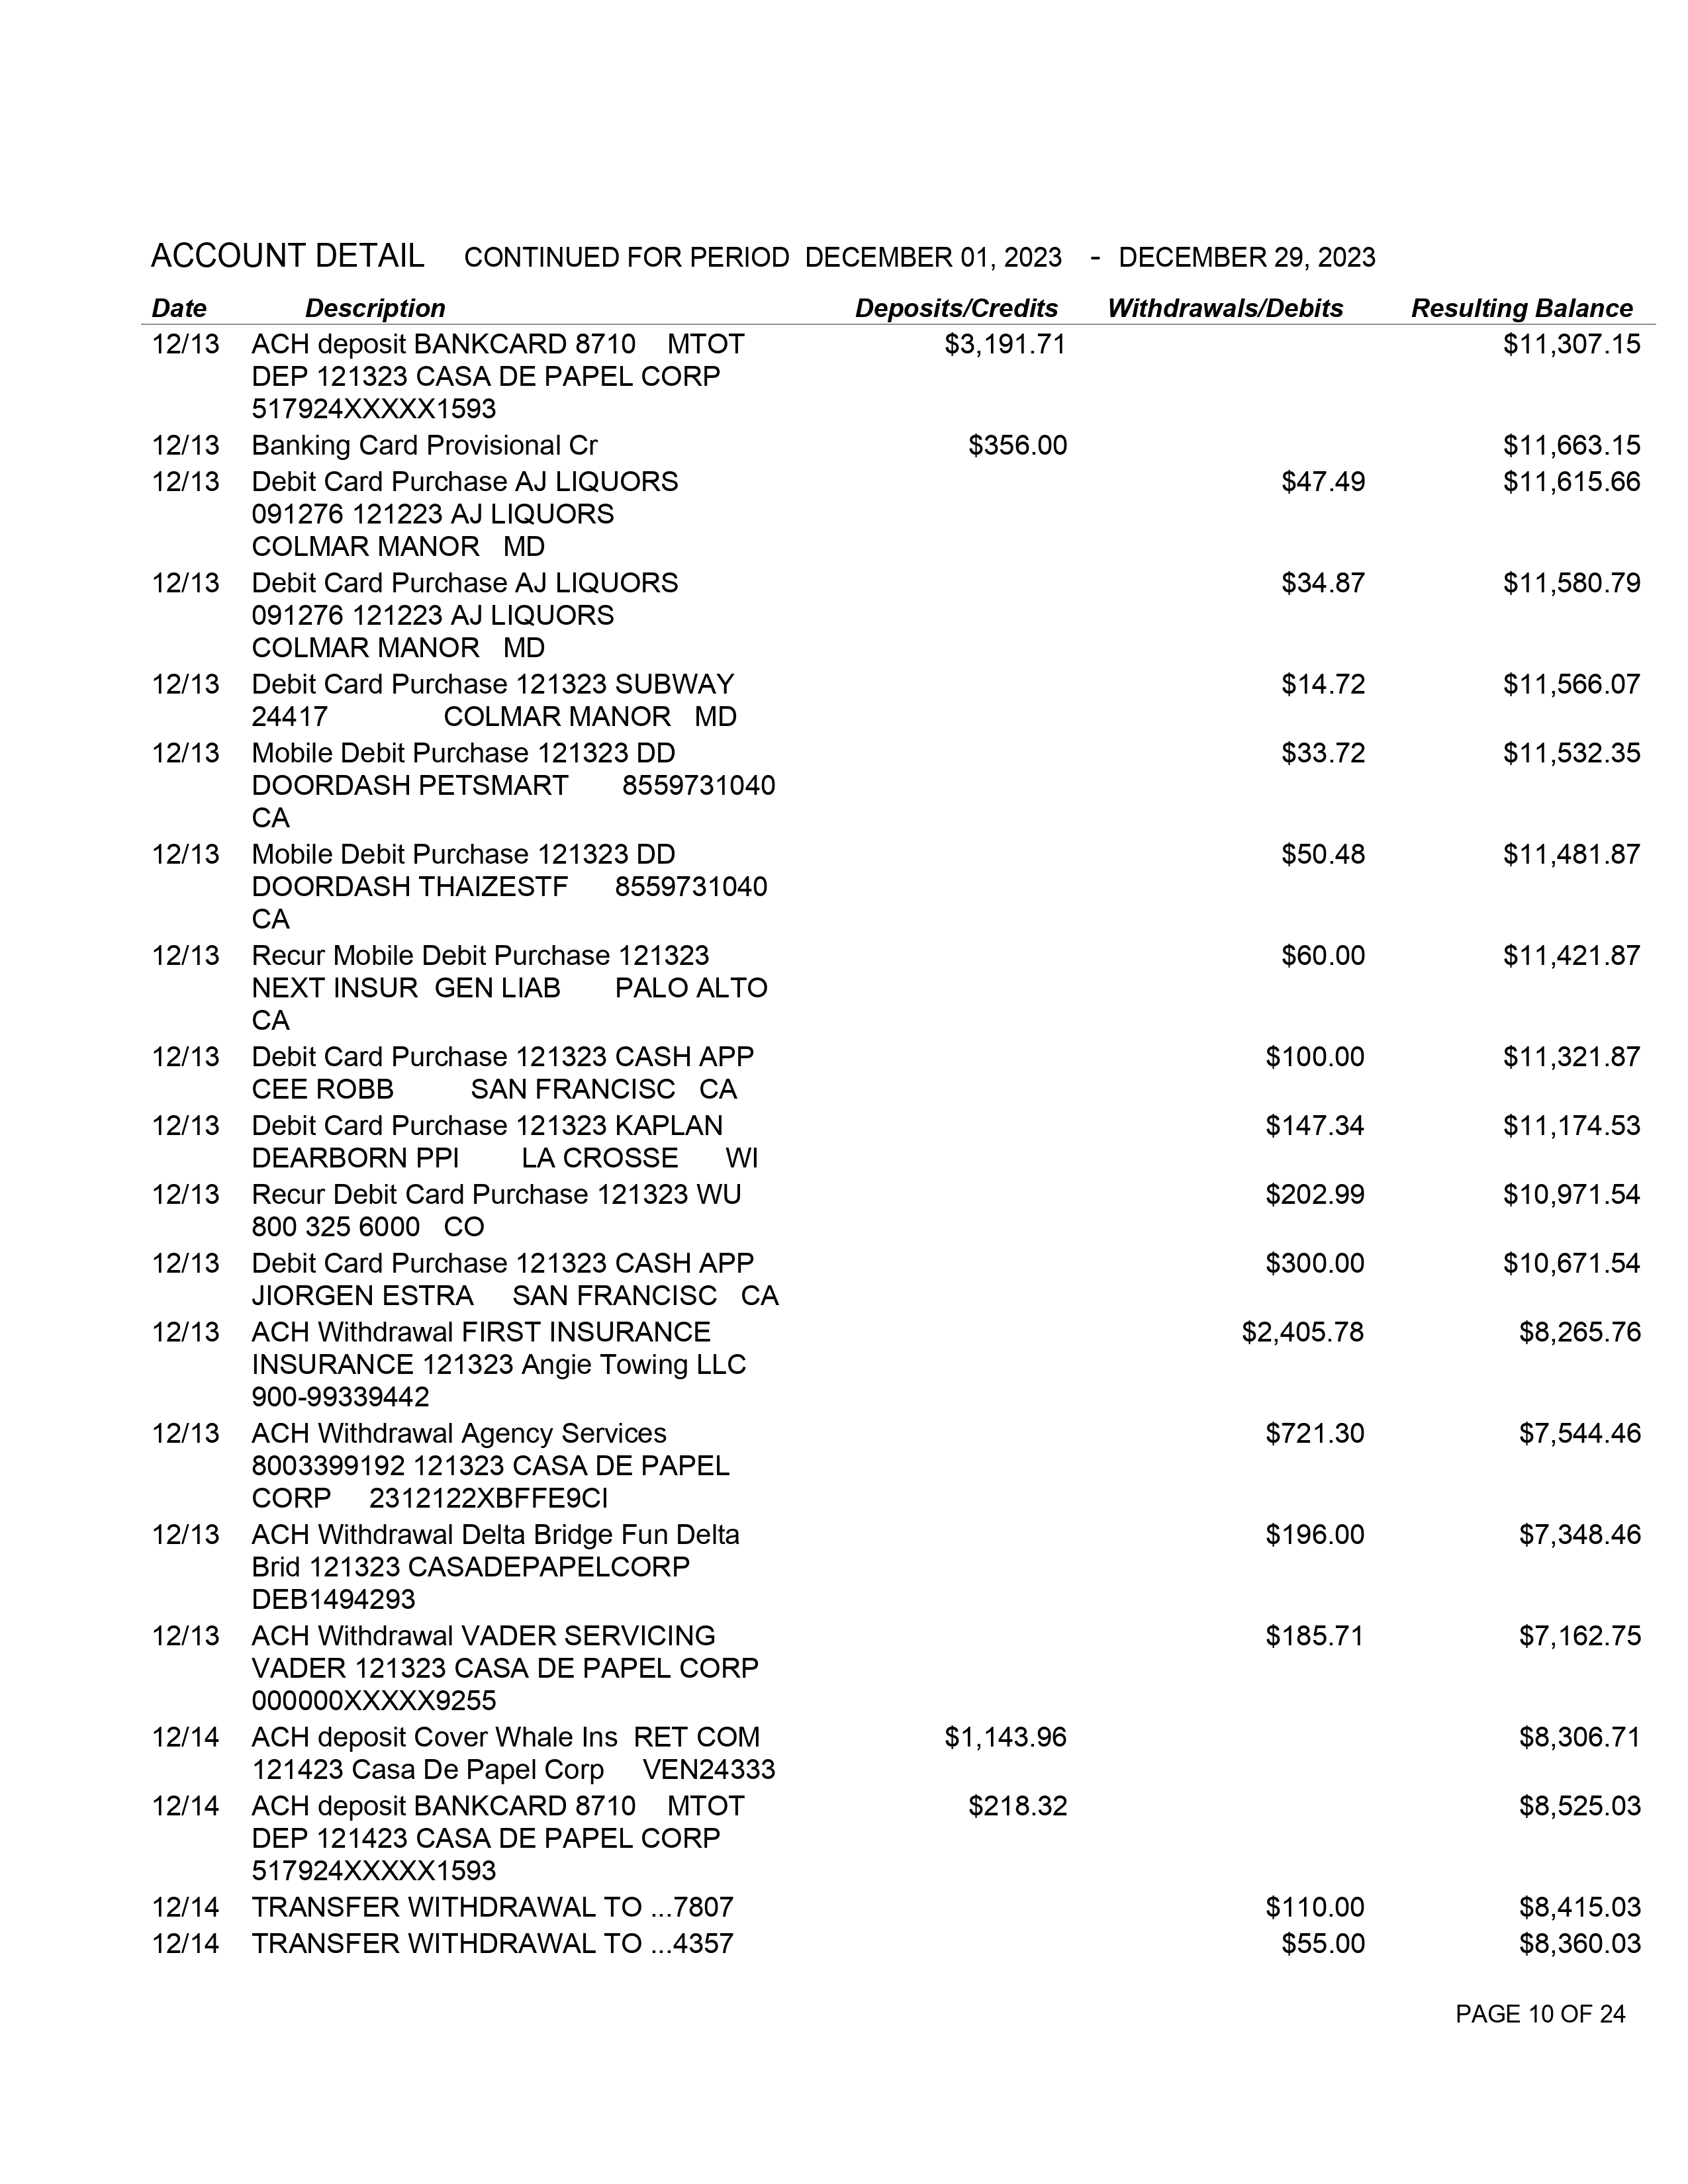 ACCOUNT DETAIL CONTINUED FOR PERIOD DECEMBER 01, 2023 - DECEMBER 29, 2023
Date Description Deposits/Credits Withdrawals/Debits Resulting Balance
12/13 ACH deposit BANKCARD 8710 MTOT $3,191.71 $11,307.15
DEP 121323 CASA DE PAPEL CORP
517924XXXXX1593
12/13 Banking Card Provisional Cr $356.00 $11,663.15
12/13 Debit Card Purchase AJ LIQUORS $47.49 $11,615.66
091276 121223 AJ LIQUORS
COLMAR MANOR MD
12/13 Debit Card Purchase AJ LIQUORS $34.87 $11,580.79
091276 121223 AJ LIQUORS
COLMAR MANOR MD
12/13 Debit Card Purchase 121323 SUBWAY $14.72 $11,566.07
24417 COLMAR MANOR MD
12/13 Mobile Debit Purchase 121323 DD $33.72 $11,532.35
DOORDASH PETSMART 8559731040
CA
12/13 Mobile Debit Purchase 121323 DD $50.48 $11,481.87
DOORDASH THAIZESTF 8559731040
CA
12/13 Recur Mobile Debit Purchase 121323 $60.00 $11,421.87
NEXT INSUR GEN LIAB PALO ALTO
CA
12/13 Debit Card Purchase 121323 CASH APP $100.00 $11,321.87
CEE ROBB SAN FRANCISC CA
12/13 Debit Card Purchase 121323 KAPLAN $147.34 $11,174.53
DEARBORN PPI LA CROSSE WI
12/13 Recur Debit Card Purchase 121323 WU $202.99 $10,971.54
800 325 6000 CO
12/13 Debit Card Purchase 121323 CASH APP $300.00 $10,671.54
JIORGEN ESTRA SAN FRANCISC CA
12/13 ACH Withdrawal FIRST INSURANCE $2,405.78 $8,265.76
INSURANCE 121323 Angie Towing LLC
900-99339442
12/13 ACH Withdrawal Agency Services $721.30 $7,544.46
8003399192 121323 CASA DE PAPEL
CORP 2312122XBFFE9CI
12/13 ACH Withdrawal Delta Bridge Fun Delta $196.00 $7,348.46
Brid 121323 CASADEPAPELCORP
DEB1494293
12/13 ACH Withdrawal VADER SERVICING $185.71 $7,162.75
VADER 121323 CASA DE PAPEL CORP
000000XXXXX9255
12/14 ACH deposit Cover Whale Ins RET COM $1,143.96 $8,306.71
121423 Casa De Papel Corp VEN24333
12/14 ACH deposit BANKCARD 8710 MTOT $218.32 $8,525.03
DEP 121423 CASA DE PAPEL CORP
517924XXXXX1593
12/14 TRANSFER WITHDRAWAL TO ...7807 $110.00 $8,415.03
12/14 TRANSFER WITHDRAWAL TO ...4357 $55.00 $8,360.03
PAGE 10 OF 24